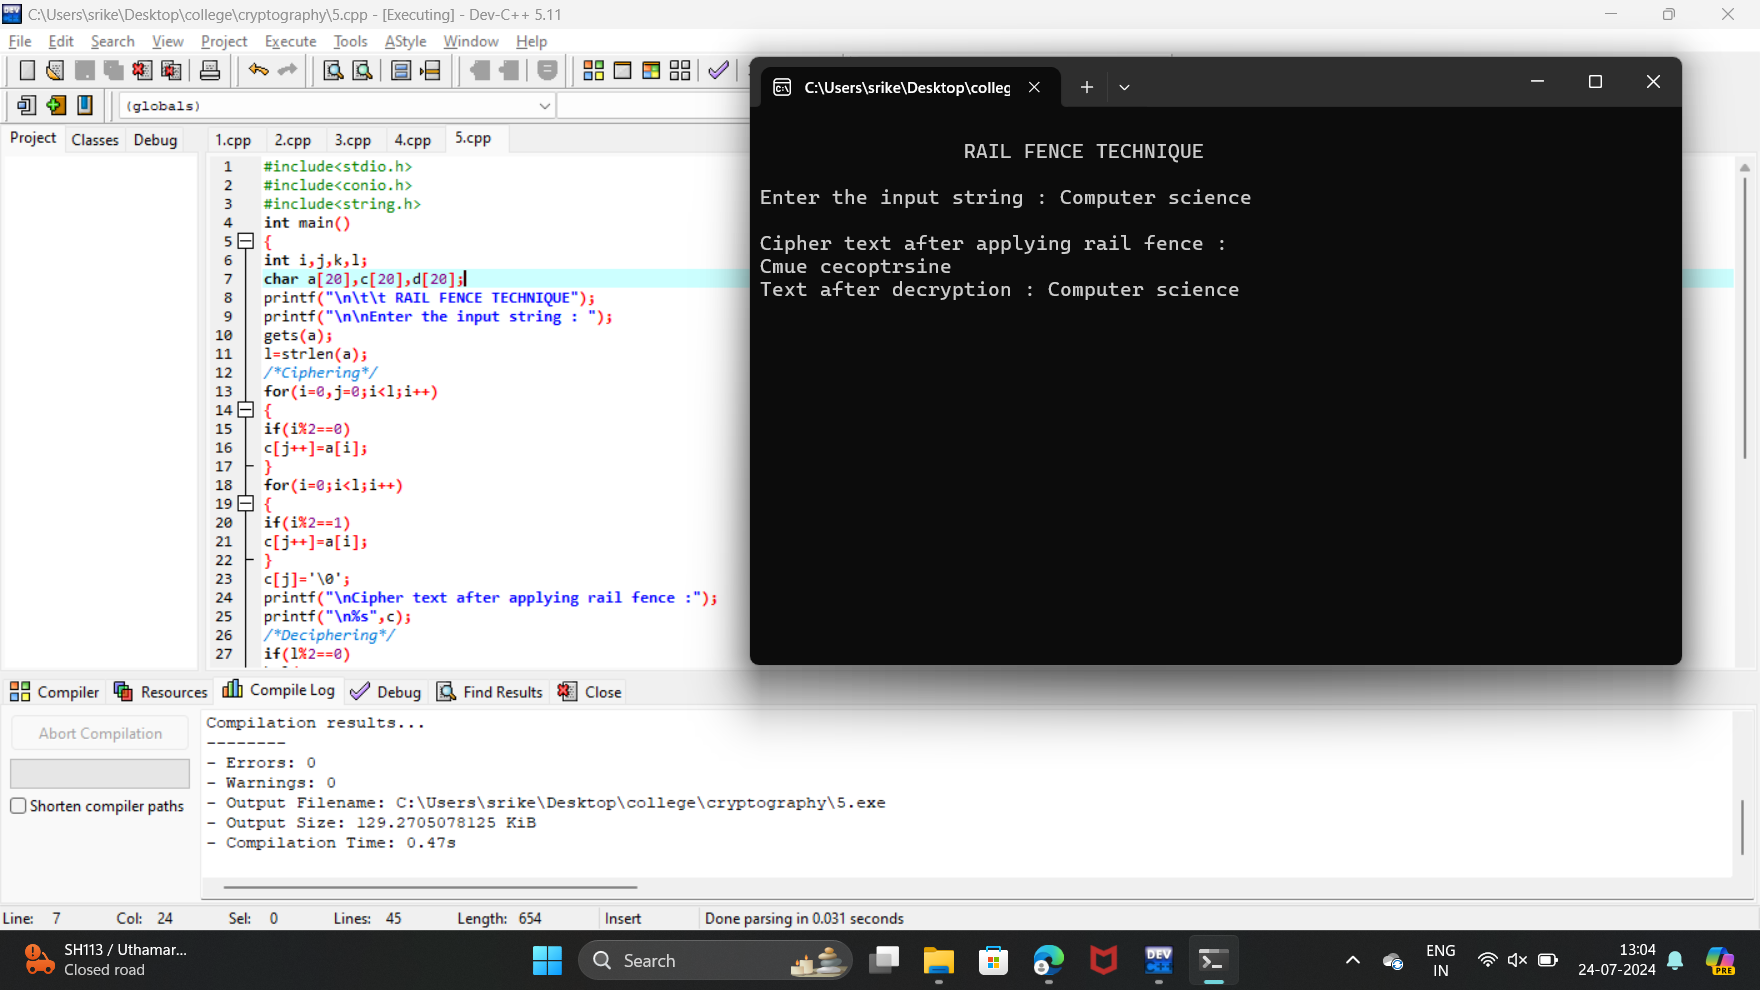 C:\Users\srike\Desktop\college\cryptography\5.cpp - [Executing] - Dev-C++ 5.11
File Edit Search View Project Execute Tools AStyle Window Help
(globals)
Project Classes Debug
1.cpp 2.cpp 3.cpp 4.cpp 5.cpp
1 #include<stdio.h>
2 #include<conio.h>
3 #include<string.h>
4 int main()
5 {
6 int i,j,k,l;
7 char a[20],c[20],d[20];
8 printf("\n\t\t RAIL FENCE TECHNIQUE");
9 printf("\n\nEnter the input string : ");
10 gets(a);
11 l=strlen(a);
12 /*Ciphering*/
13 for(i=0,j=0;i<l;i++)
14 {
15 if(i%2==0)
16 c[j++]=a[i];
17 }
18 for(i=0;i<l;i++)
19 {
20 if(i%2==1)
21 c[j++]=a[i];
22 }
23 c[j]='\0';
24 printf("\nCipher text after applying rail fence :");
25 printf("\n%s",c);
26 /*Deciphering*/
27 if(l%2==0)
C:\Users\srike\Desktop\colleg
RAIL FENCE TECHNIQUE
Enter the input string : Computer science
Cipher text after applying rail fence :
Cmue cecoptrsine
Text after decryption : Computer science
Compiler Resources Compile Log Debug Find Results Close
Abort Compilation
Shorten compiler paths
Compilation results...
--------
- Errors: 0
- Warnings: 0
- Output Filename: C:\Users\srike\Desktop\college\cryptography\5.exe
- Output Size: 129.2705078125 KiB
- Compilation Time: 0.47s
Line: 7 Col: 24 Sel: 0 Lines: 45 Length: 654 Insert Done parsing in 0.031 seconds
SH113 / Uthamar...
Closed road
Search
DEV
ENG
IN
13:04
24-07-2024
PRE